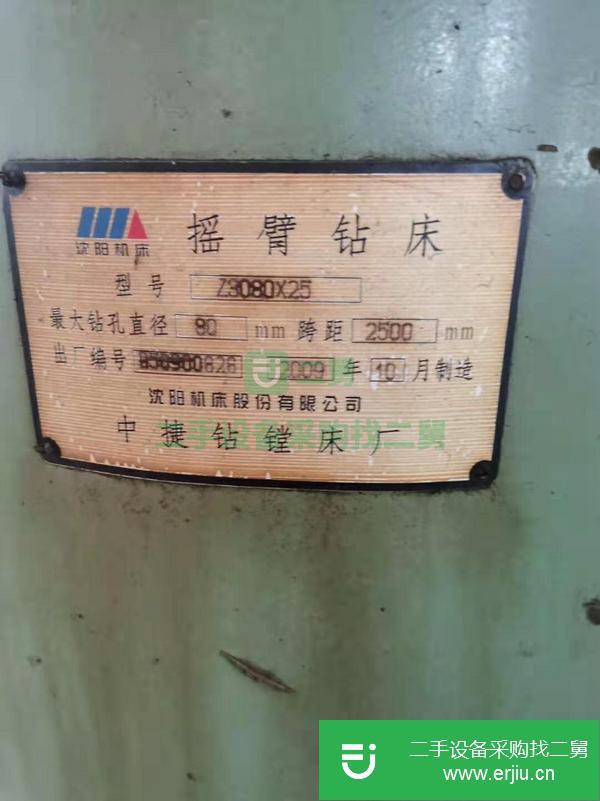 摇臂钻床
沈阳机床
型号 Z3080X25
最大钻孔直径 80 mm 跨距 2500 mm
出厂编号 2009 年 10 月制造
沈阳机床股份有限公司
中捷钻镗床厂
二手设备采购找二舅
二手设备采购找二舅
www.erjiu.cn